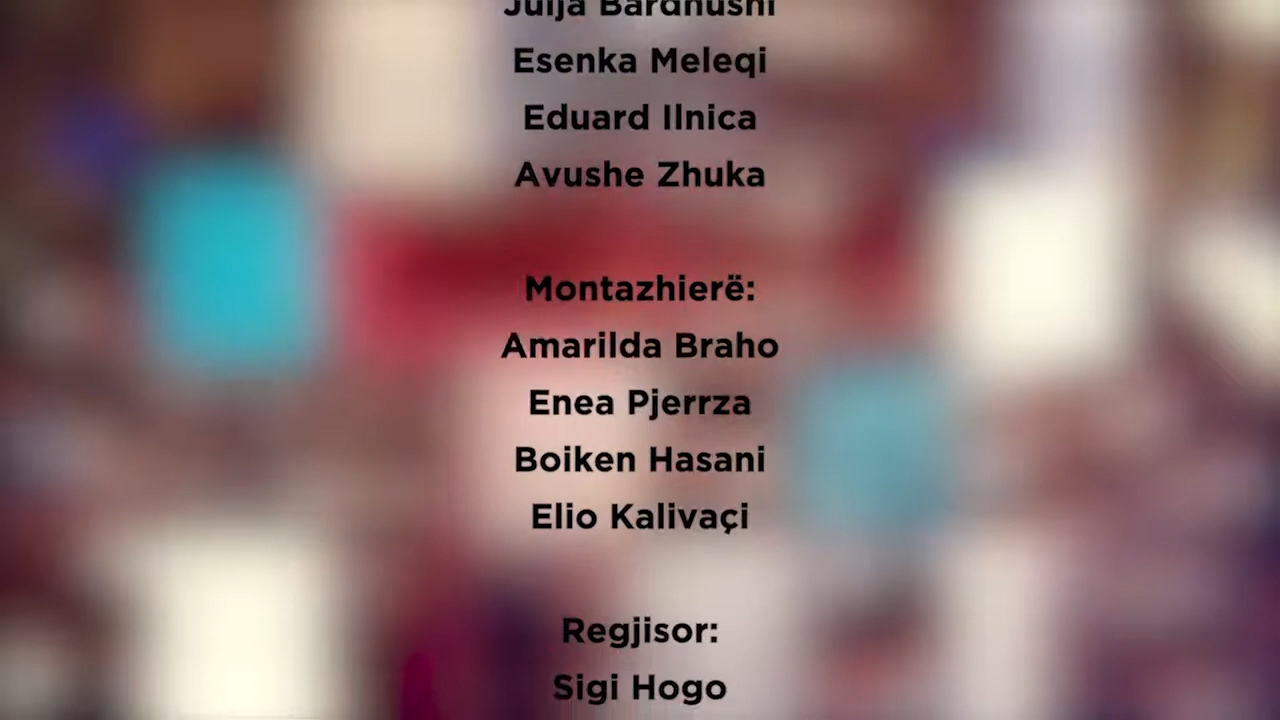 Esenka Meleqi
Eduard Ilnica
Avushe Zhuka
Montazhierë:
Amarilda Braho
Enea Pjerrza
Boiken Hasani
Elio Kalivaçi
Regjisor:
Sigi Hogo